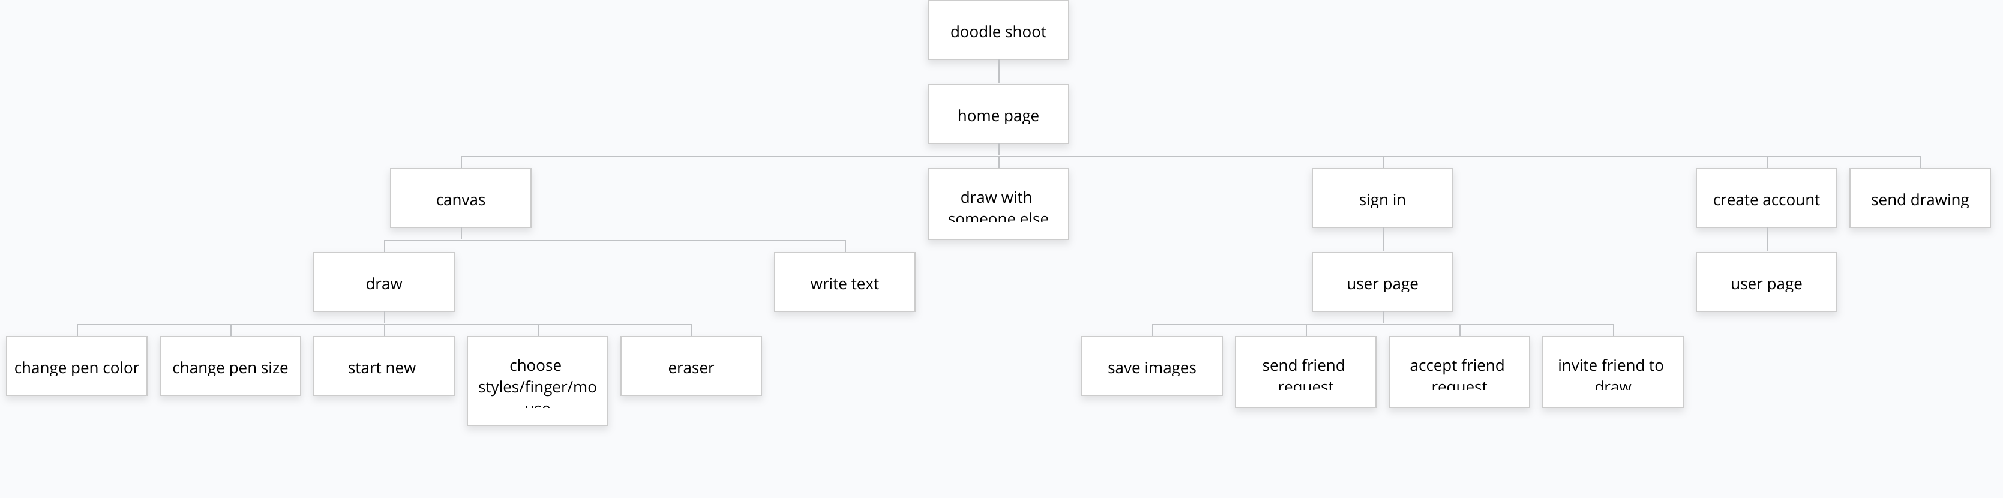 doodle shoot
home page
canvas
draw with
someone else
sign in
create account
send drawing
draw
write text
user page
user page
change pen color
change pen size
start new
choose
styles/finger/mo
use
eraser
save images
send friend
request
accept friend
request
invite friend to
draw